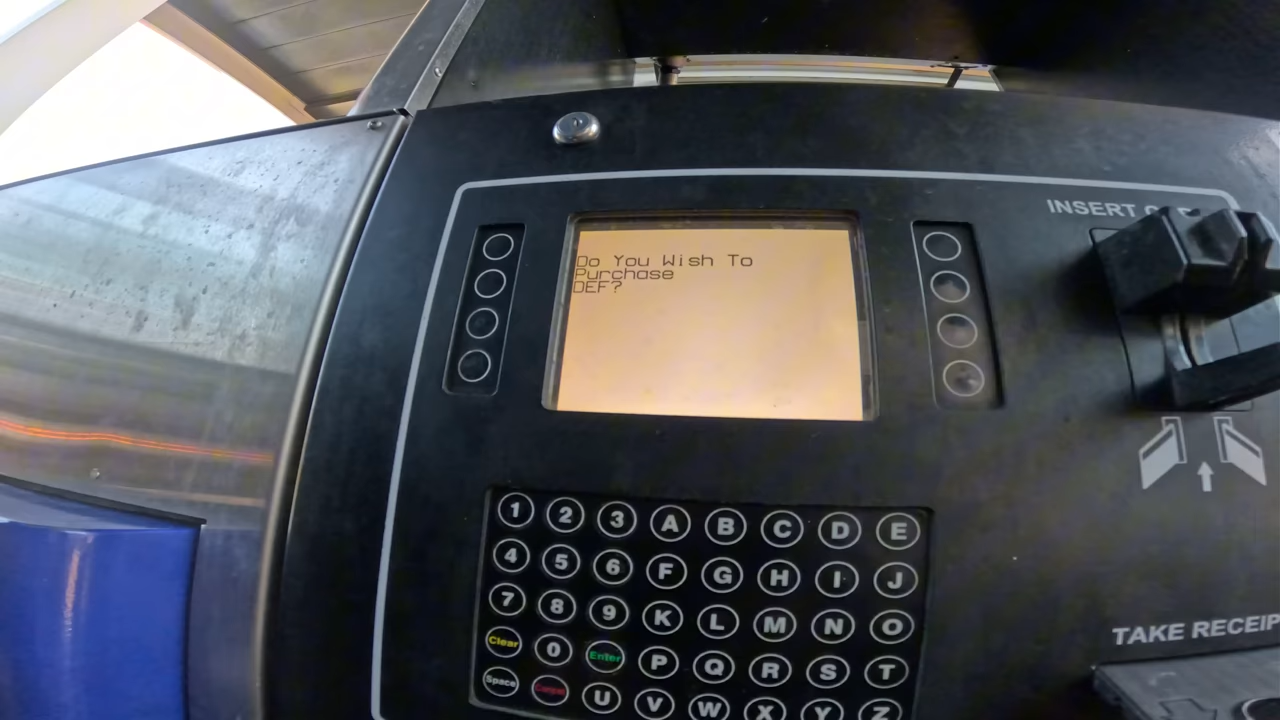 INSERT
Do You Wish To
Purchase
DEF?
1 2 3 A B C D E
4 5 6 F G H I J
7 8 9 K L M N O
Clear 0 Enter P Q R S T
Space Cancel U V W X Y Z
TAKE RECEIP